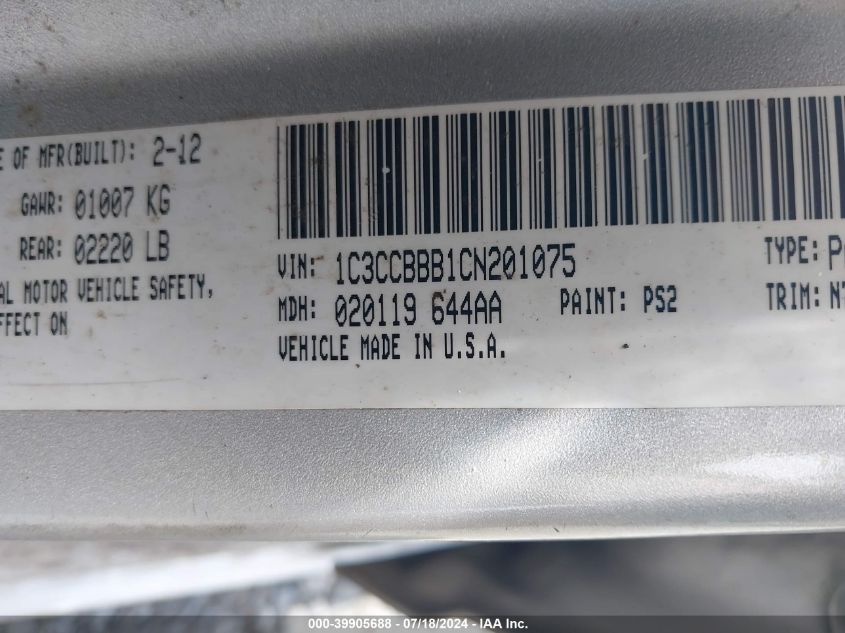 E OF MFR(BUILT): 2-12
GAWR: 01007 KG
REAR: 02220 LB
AL MOTOR VEHICLE SAFETY,
FFECT ON
VIN: 1C3CCBBB1CN201075 TYPE:
MDH: 020119 644AA PAINT: PS2 TRIM:
VEHICLE MADE IN U.S.A.
000-39905688 - 07/18/2024 - IAA Inc.